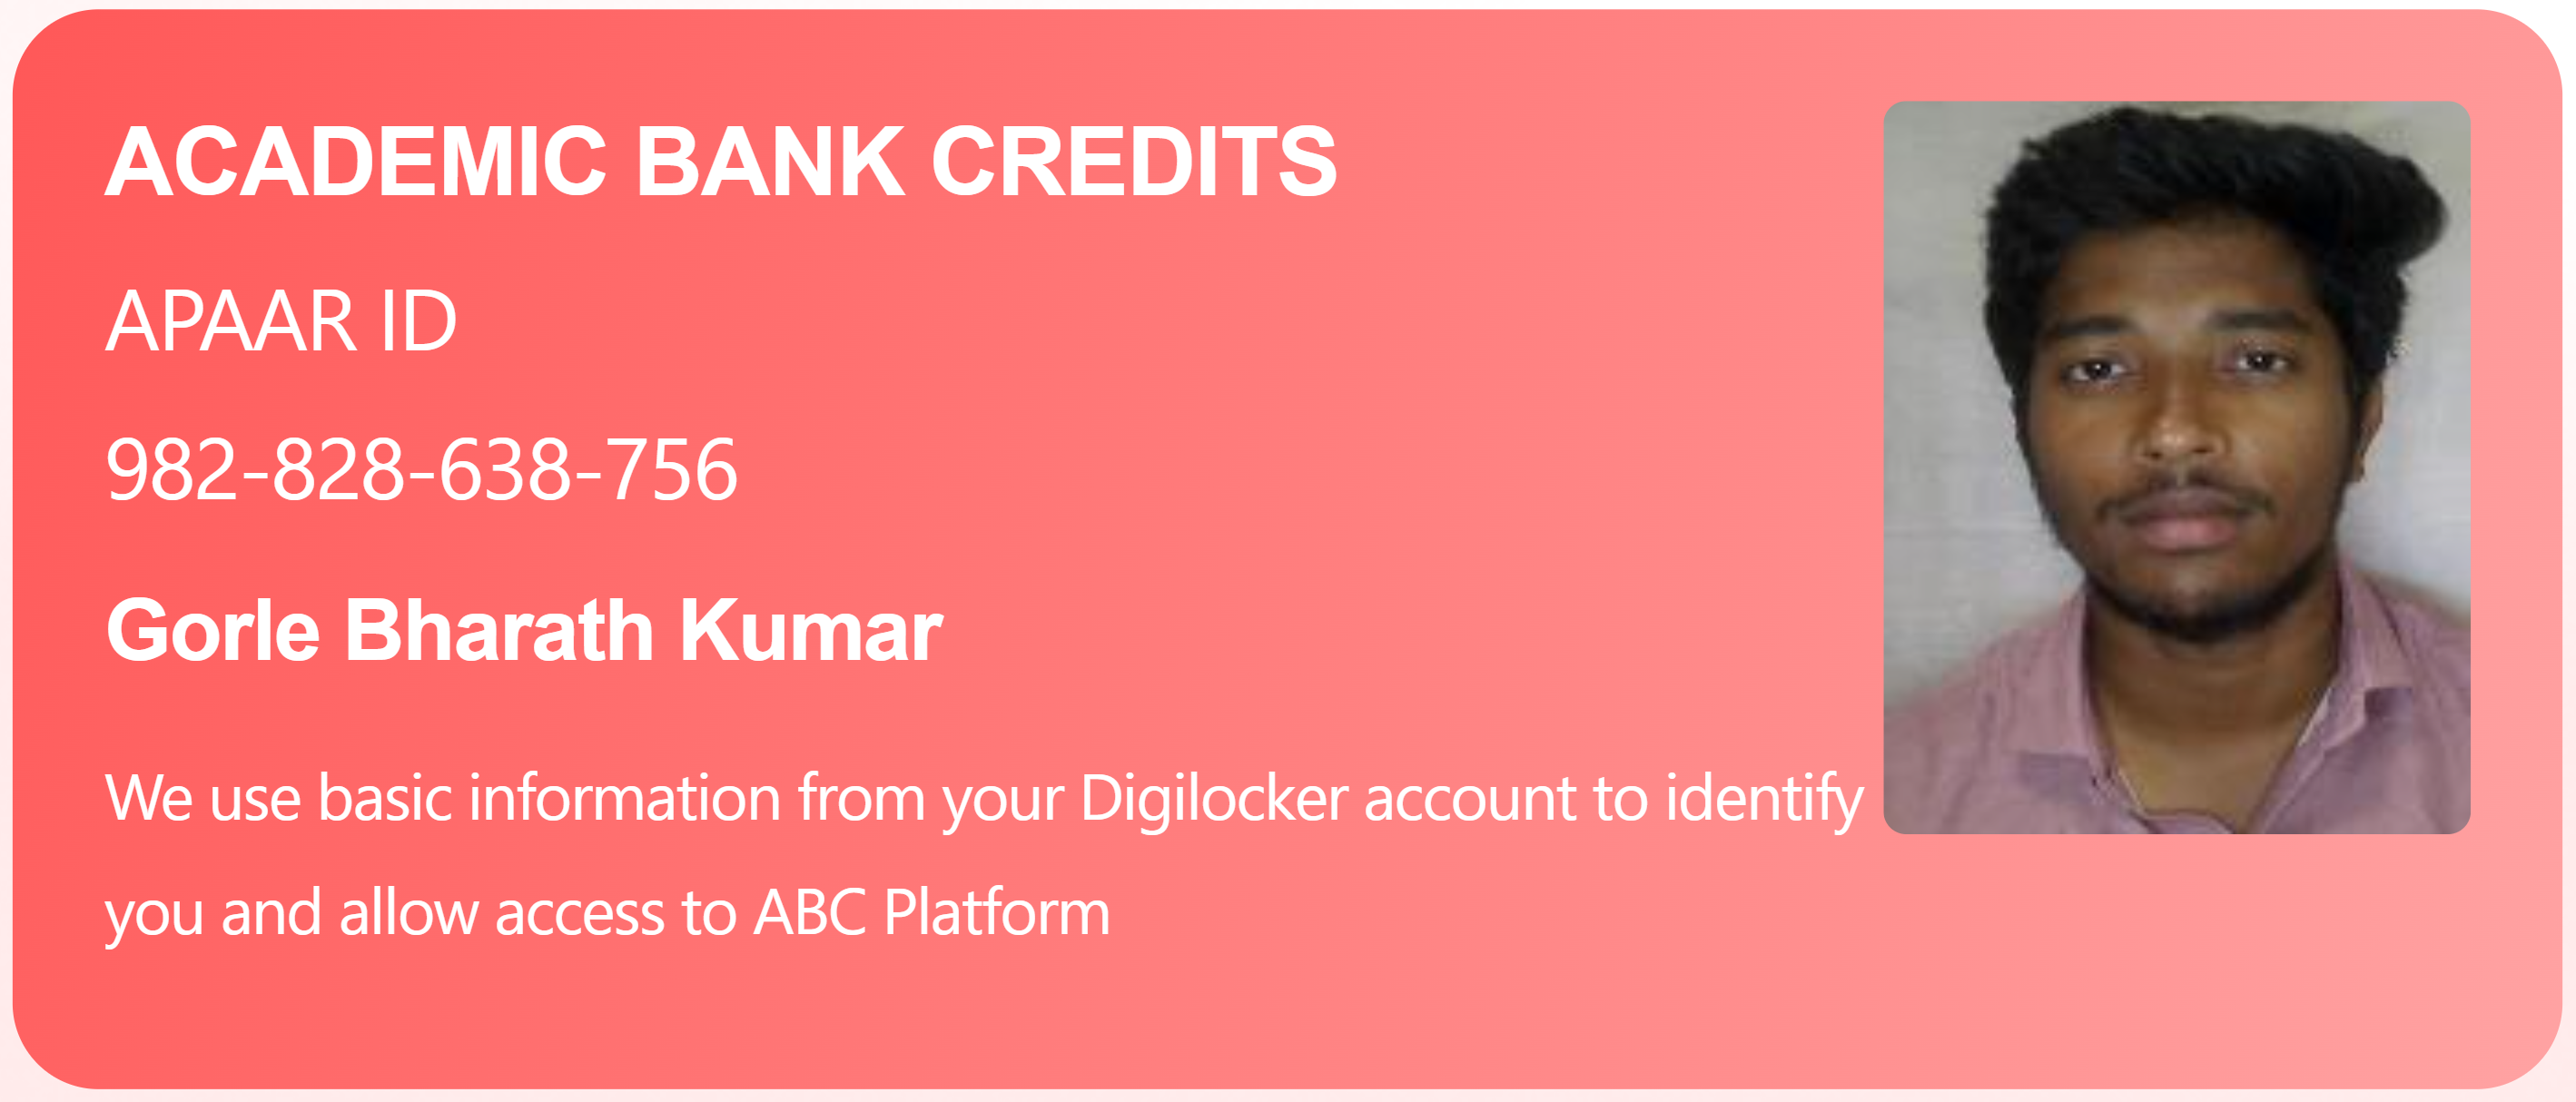 ACADEMIC BANK CREDITS
APAAR ID
982-828-638-756
Gorle Bharath Kumar
We use basic information from your Digilocker account to identify
you and allow access to ABC Platform